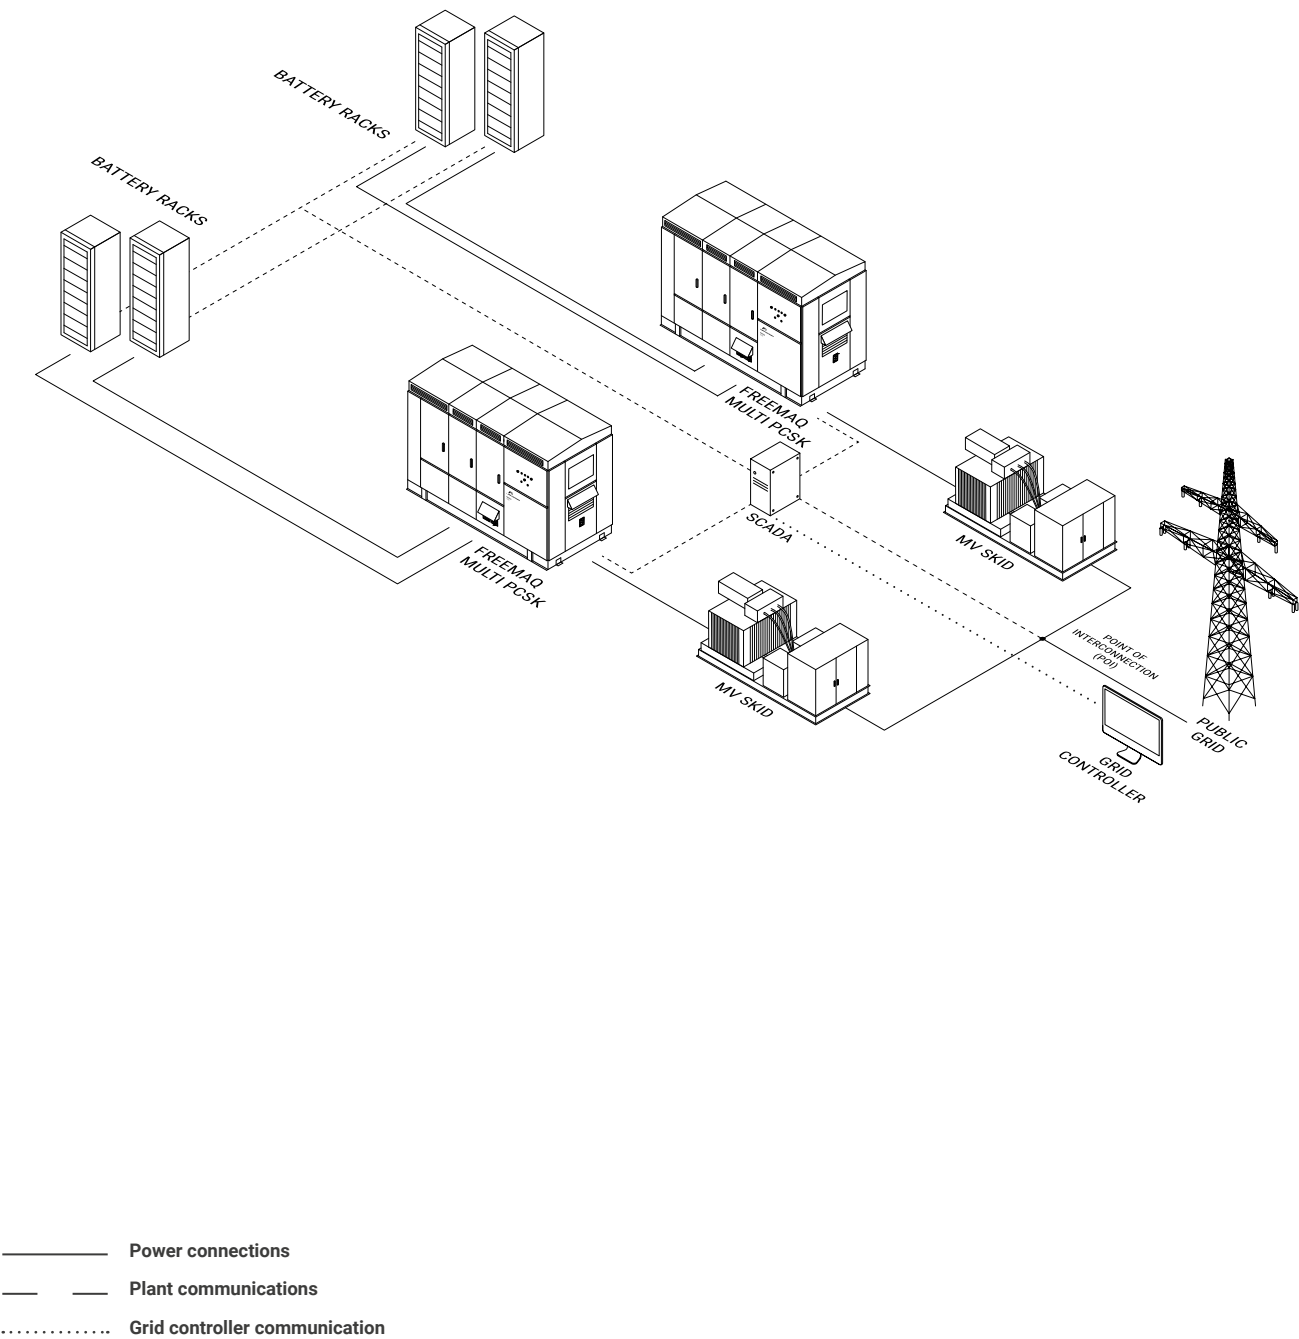 BATTERY RACKS
BATTERY RACKS
FREEMAQ
MULTI PCSK
SCADA
MV SKID
FREEMAQ
MULTI PCSK
MV SKID
POINT OF
INTERCONNECTION
(POI)
PUBLIC
GRID
GRID
CONTROLLER
Power connections
Plant communications
Grid controller communication